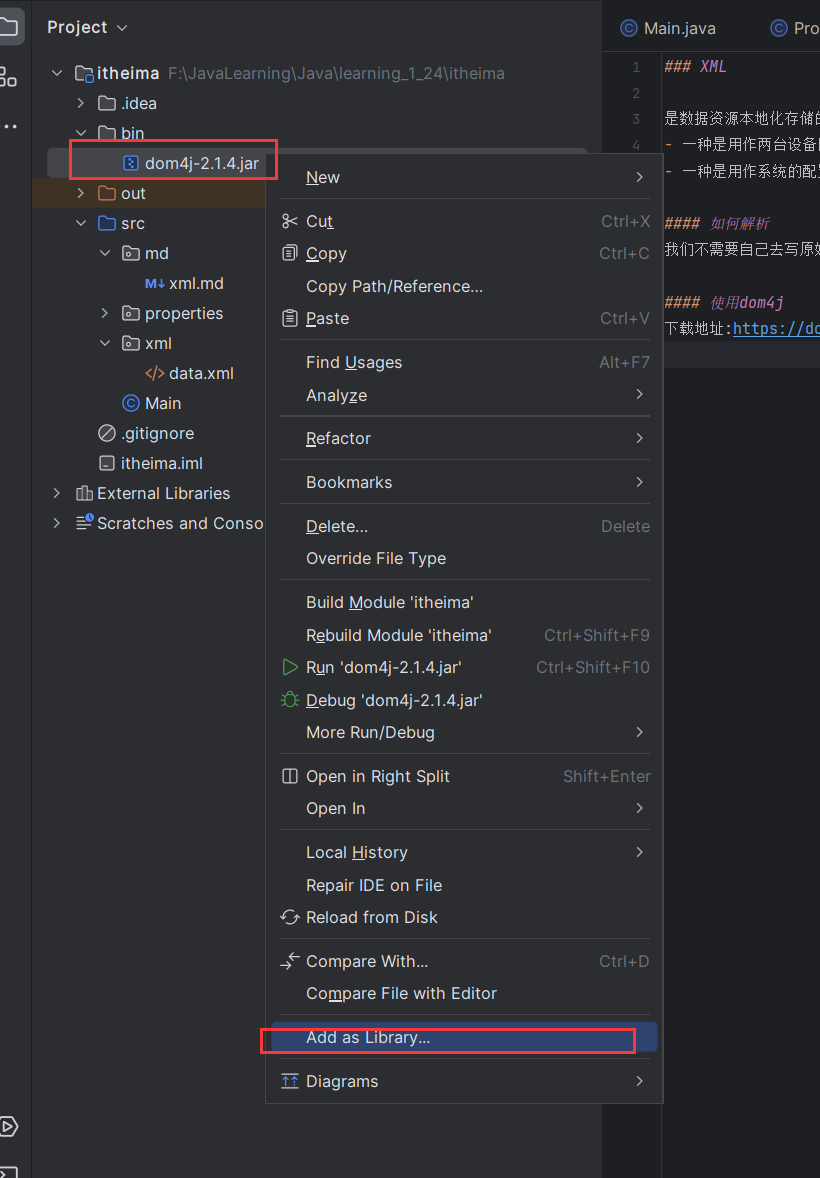 Project
Main.java
Pro
itheima F:\JavaLearning\Java\learning_1_24\itheima
.idea
bin
dom4j-2.1.4.jar
out
src
md
xml.md
properties
xml
data.xml
Main
.gitignore
itheima.iml
External Libraries
Scratches and Conso
1
2
3
4
### XML
是数据资源本地化存储的
- 一种是用作两台设备
- 一种是用作系统的配置
#### 如何解析
我们不需要自己去写原始
#### 使用dom4j
下载地址:https://do
New
Cut Ctrl+X
Copy Ctrl+C
Copy Path/Reference...
Paste Ctrl+V
Find Usages Alt+F7
Analyze
Refactor
Bookmarks
Delete... Delete
Override File Type
Build Module 'itheima'
Rebuild Module 'itheima' Ctrl+Shift+F9
Run 'dom4j-2.1.4.jar' Ctrl+Shift+F10
Debug 'dom4j-2.1.4.jar'
More Run/Debug
Open in Right Split Shift+Enter
Open In
Local History
Repair IDE on File
Reload from Disk
Compare With... Ctrl+D
Compare File with Editor
Add as Library...
Diagrams